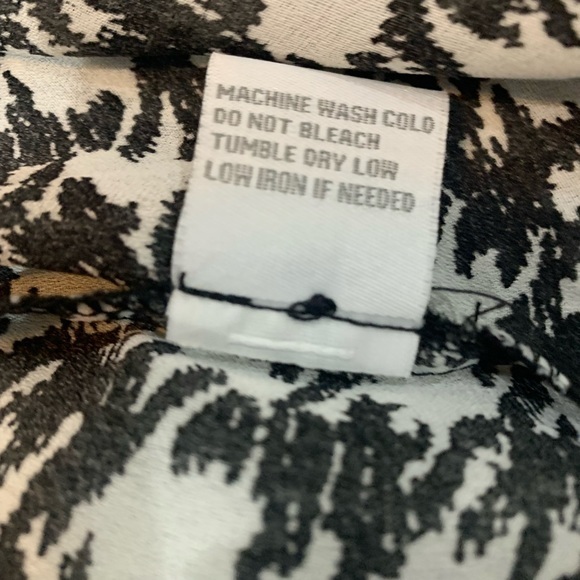 MACHINE WASH COLD
DO NOT BLEACH
TUMBLE DRY LOW
LOW IRON IF NEEDED